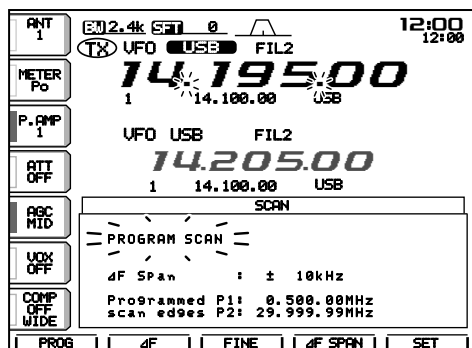 ANT
1
BW 2.4k SFT 0
12:00
12:00
TX VFO USB FIL2
METER
Po
14.195.00
1 14.100.00 USB
P.AMP
1
VFO USB FIL2
ATT
OFF
14.205.00
1 14.100.00 USB
AGC
MID
SCAN
PROGRAM SCAN
VOX
OFF
⊿F Span : ± 10kHz
COMP
OFF
WIDE
Programmed P1: 0.500.00MHz
scan edges P2: 29.999.99MHz
PROG ⊿F FINE ⊿F SPAN SET